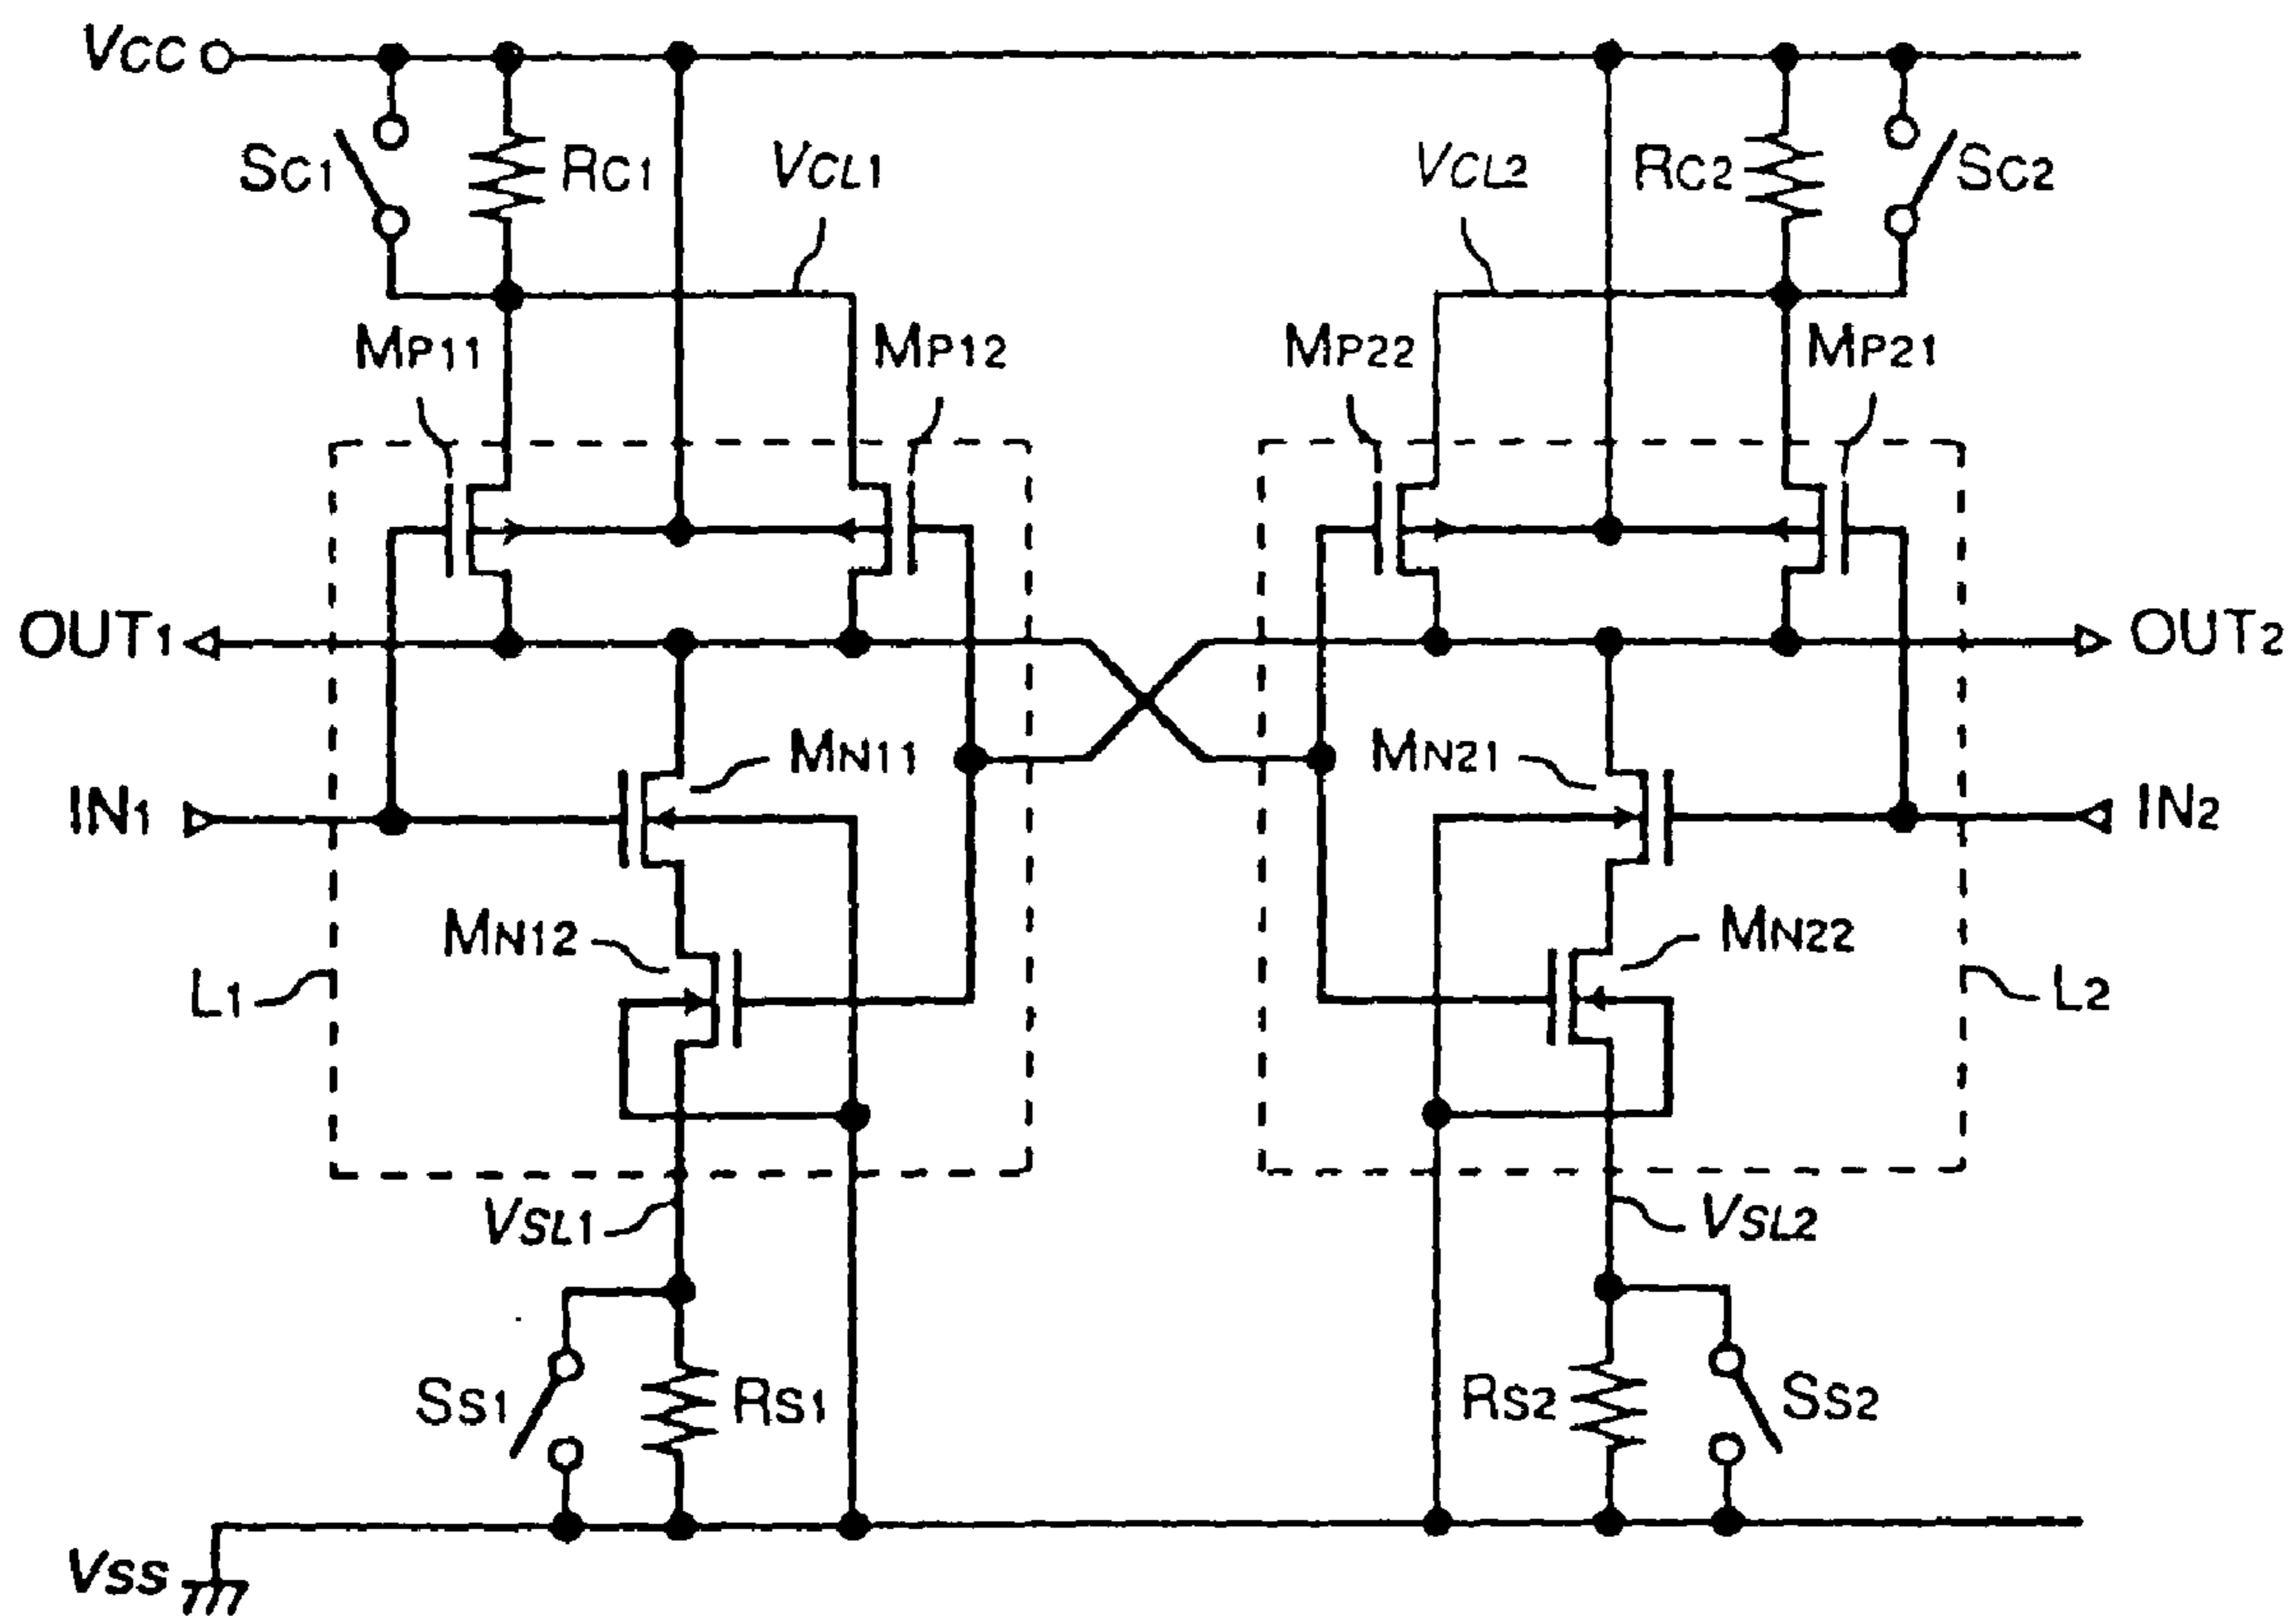 VCC
SC1
RC1
VCL1
VCL2
RC2
SC2
MP11
MP12
MP22
MP21
OUT1
OUT2
MN11
MN21
IN1
IN2
MN12
MN22
L1
L2
VSL1
VSL2
SS1
RS1
RS2
SS2
VSS